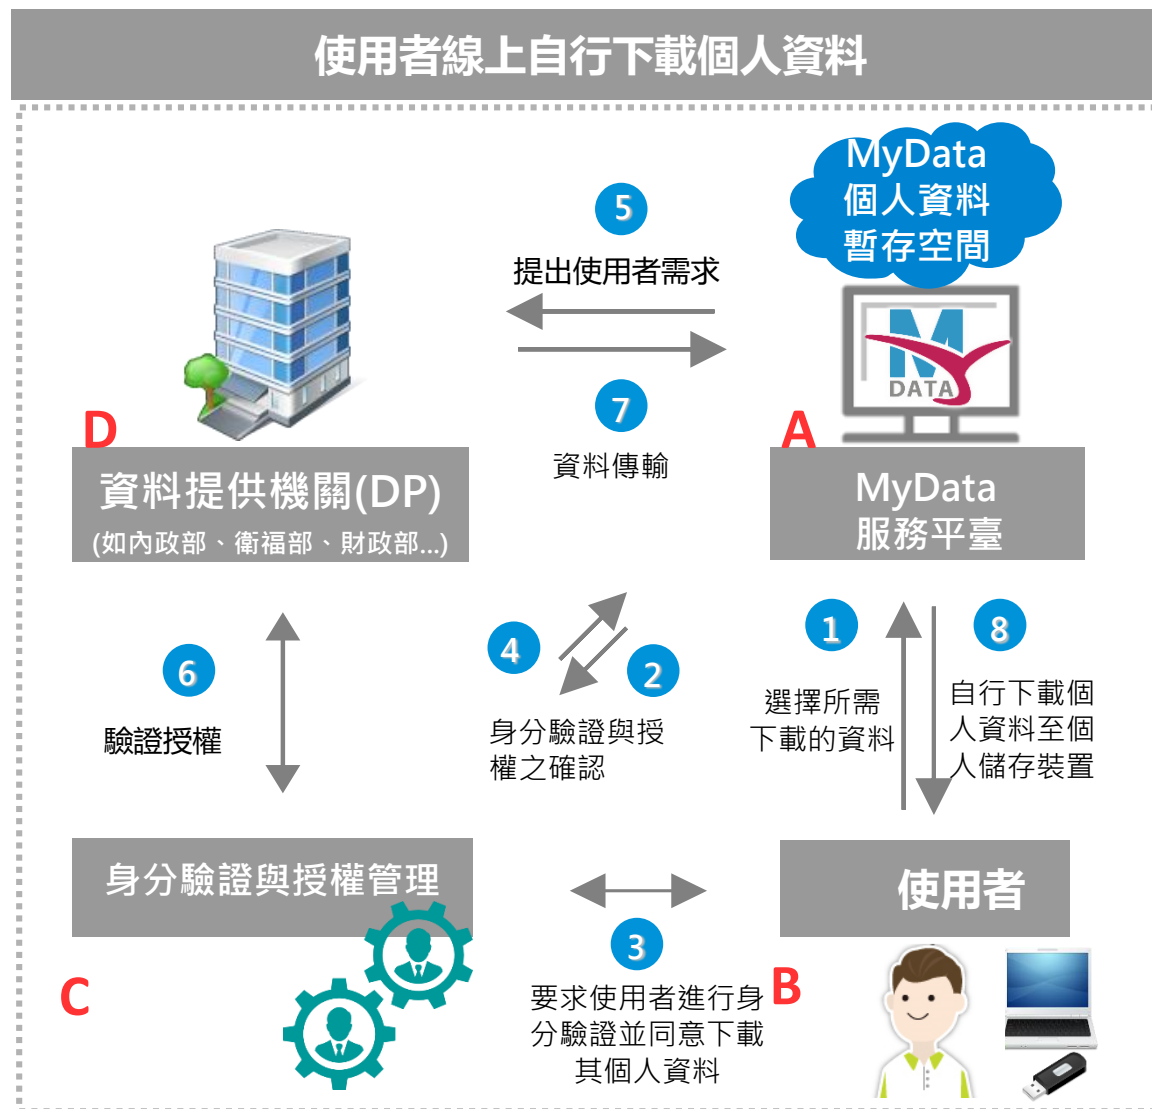 使用者線上自行下載個人資料
MyData
個人資料
暫存空間
5
提出使用者需求
M
DATA
7
資料傳輸
D
A
資料提供機關(DP)
(如內政部、衛福部、財政部...)
MyData
服務平臺
6
驗證授權
4
2
身分驗證與授
權之確認
1
選擇所需
下載的資料
8
自行下載個
人資料至個
人儲存裝置
身分驗證與授權管理
使用者
C
3
要求使用者進行身
分驗證並同意下載
其個人資料
B